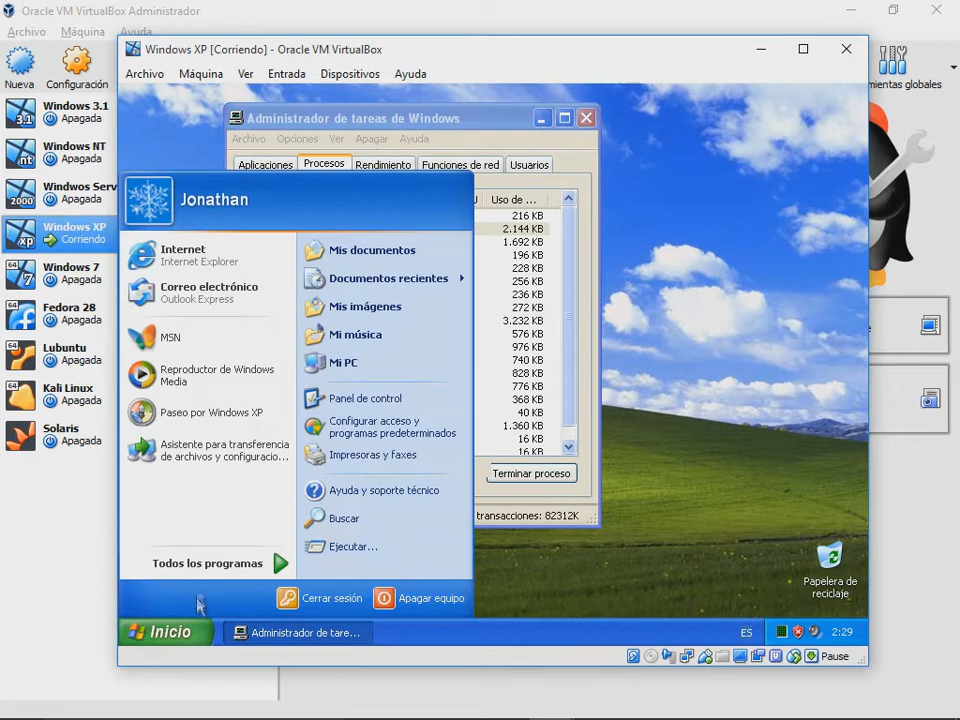 Oracle VM VirtualBox Administrador
Archivo Máquina Ayuda
Nueva Configuración
mientas globales
Windows 3.1
Apagada
Windows NT
Apagada
Windwos Serv
Apagada
Windows XP
Corriendo
Windows 7
Apagada
Fedora 28
Apagada
Lubuntu
Apagada
Kali Linux
Apagada
Solaris
Apagada
Windows XP [Corriendo] - Oracle VM VirtualBox
Archivo Máquina Ver Entrada Dispositivos Ayuda
Administrador de tareas de Windows
Archivo Opciones Ver Apagar Ayuda
Aplicaciones Procesos Rendimiento Funciones de red Usuarios
Uso de ...
216 KB
2.144 KB
1.692 KB
196 KB
228 KB
256 KB
236 KB
272 KB
3.232 KB
576 KB
976 KB
740 KB
828 KB
776 KB
368 KB
40 KB
1.360 KB
16 KB
16 KB
Terminar proceso
transacciones: 82312K
Jonathan
Internet
Internet Explorer
Correo electrónico
Outlook Express
MSN
Reproductor de Windows
Media
Paseo por Windows XP
Asistente para transferencia
de archivos y configuracio...
Todos los programas
Mis documentos
Documentos recientes
Mis imágenes
Mi música
Mi PC
Panel de control
Configurar acceso y
programas predeterminados
Impresoras y faxes
Ayuda y soporte técnico
Buscar
Ejecutar...
Cerrar sesión Apagar equipo
Papelera de
reciclaje
Inicio Administrador de tare... ES 2:29
Pause